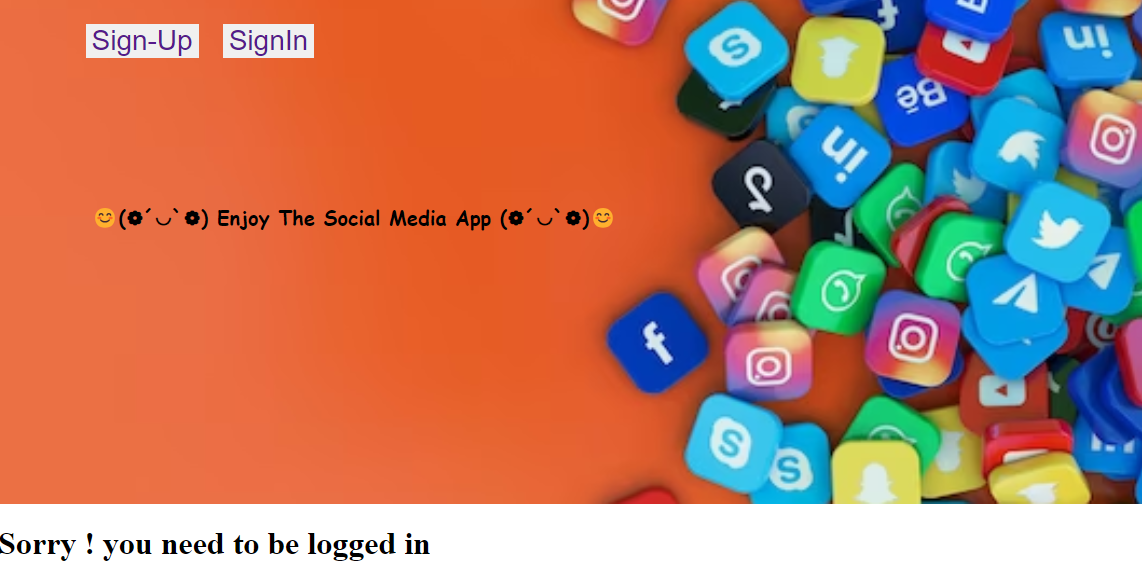 Sign-Up SignIn
😊(❁´◡`❁) Enjoy The Social Media App (❁´◡`❁)😊
Sorry ! you need to be logged in